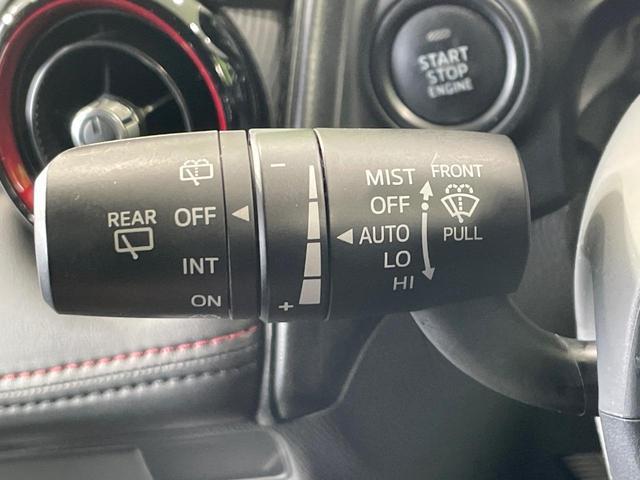 START
STOP
ENGINE
REAR
OFF
INT
ON
−
+
MIST
OFF
AUTO
LO
HI
FRONT
PULL